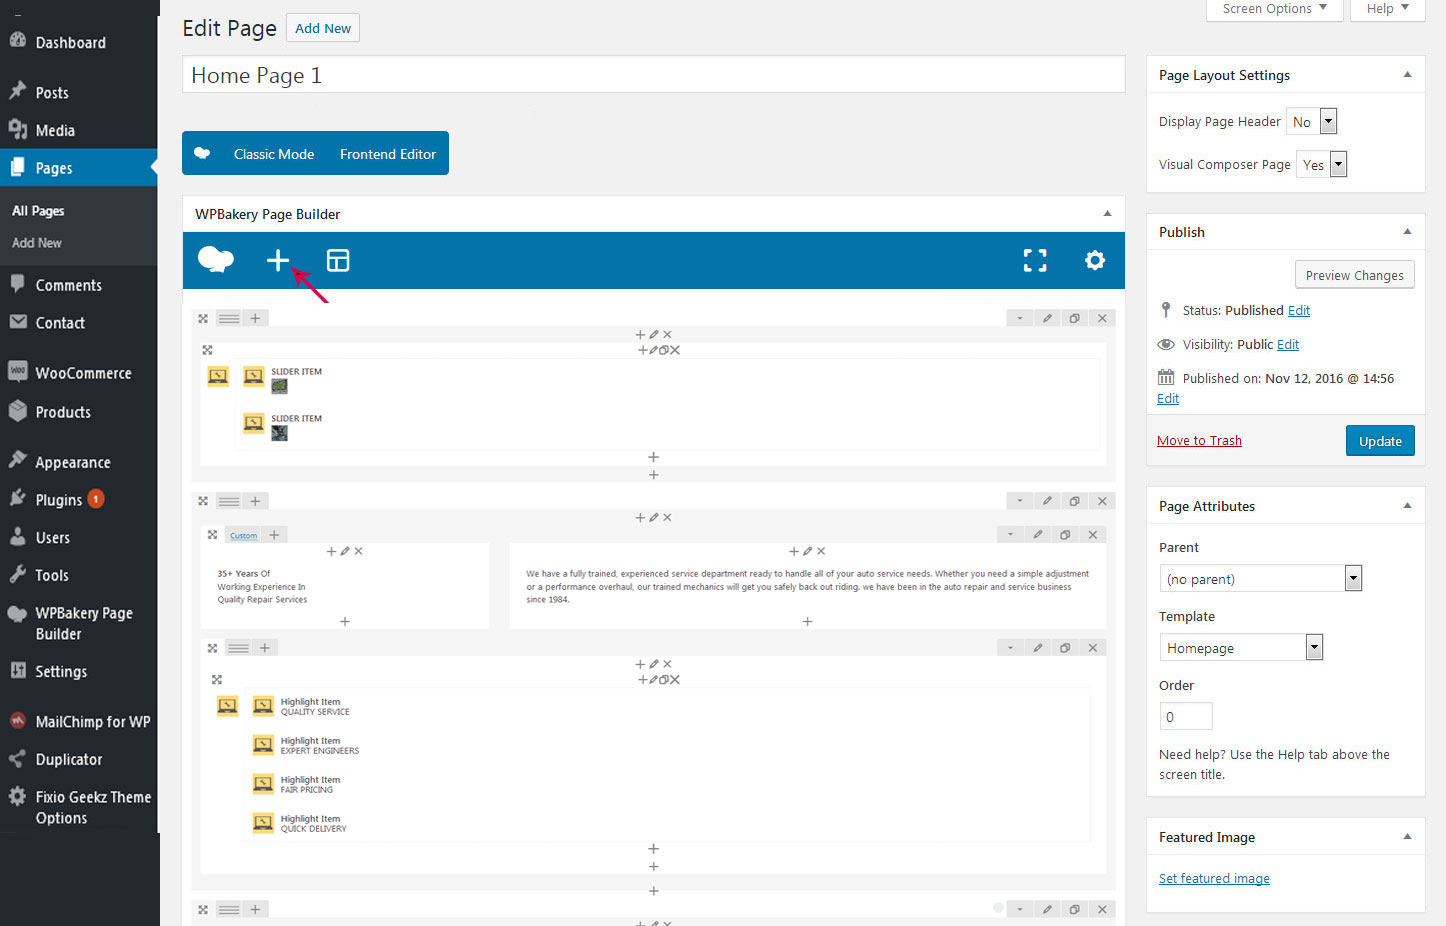 Dashboard
Posts
Media
Pages
All Pages
Add New
Comments
Contact
WooCommerce
Products
Appearance
Plugins 1
Users
Tools
WPBakery Page
Builder
Settings
MailChimp for WP
Duplicator
Fixio Geekz Theme
Options
Screen Options
Help
Edit Page
Add New
Home Page 1
Classic Mode
Frontend Editor
WPBakery Page Builder
SLIDER ITEM
SLIDER ITEM
Custom
35+ Years Of
Working Experience In
Quality Repair Services
We have a fully trained, experienced service department ready to handle all of your auto service needs. Whether you need a simple adjustment
or a performance overhaul, our trained mechanics will get you safely back out riding. we have been in the auto repair and service business
since 1984.
Highlight Item
QUALITY SERVICE
Highlight Item
EXPERT ENGINEERS
Highlight Item
FAIR PRICING
Highlight Item
QUICK DELIVERY
Page Layout Settings
Display Page Header No
Visual Composer Page Yes
Publish
Preview Changes
Status: Published Edit
Visibility: Public Edit
Published on: Nov 12, 2016 @ 14:56
Edit
Move to Trash
Update
Page Attributes
Parent
(no parent)
Template
Homepage
Order
0
Need help? Use the Help tab above the
screen title.
Featured Image
Set featured image